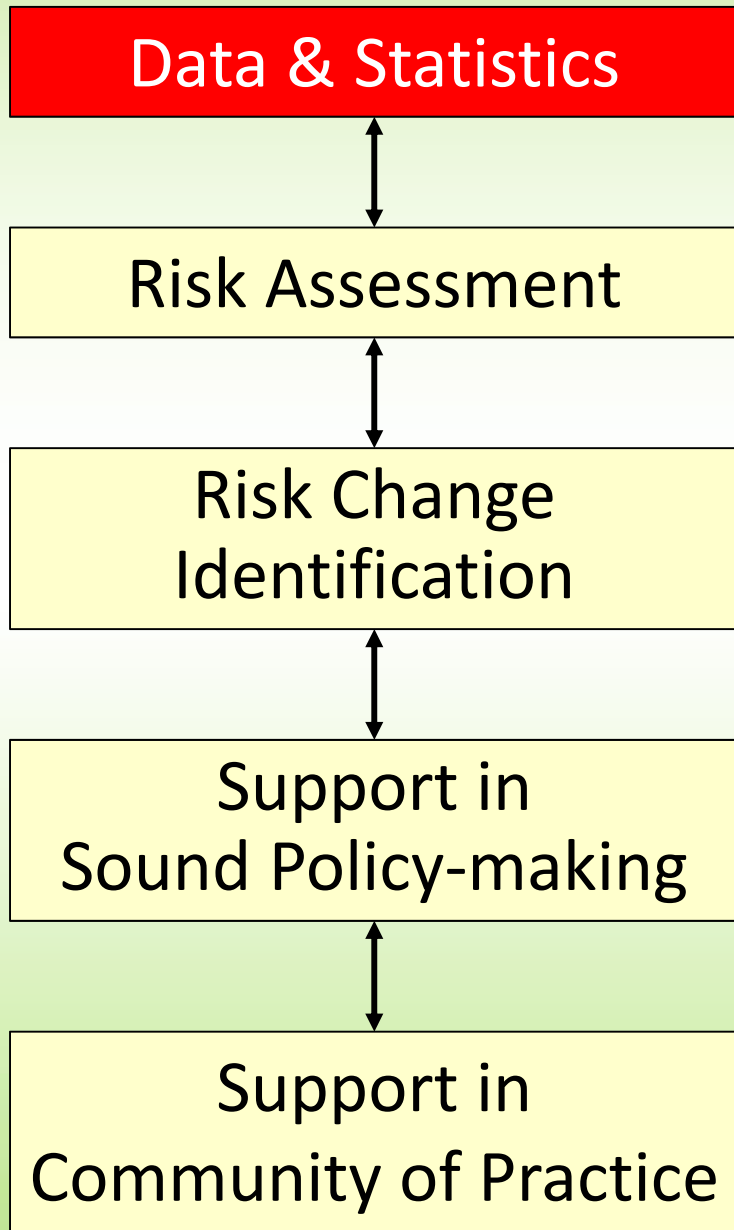 Data & Statistics
Risk Assessment
Risk Change
Identification
Support in
Sound Policy-making
Support in
Community of Practice